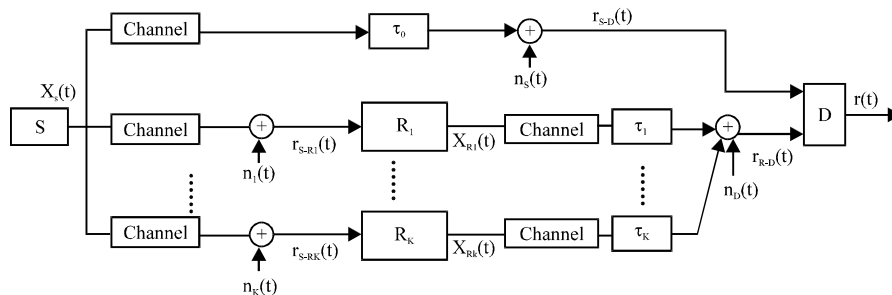 Channel
τ0
+
rS-D(t)
Xs(t)
nS(t)
S
D
r(t)
Channel
+
rS-R1(t)
R1
XR1(t)
Channel
τ1
+
rR-D(t)
n1(t)
nD(t)
Channel
+
rS-RK(t)
RK
XRk(t)
Channel
τK
nK(t)